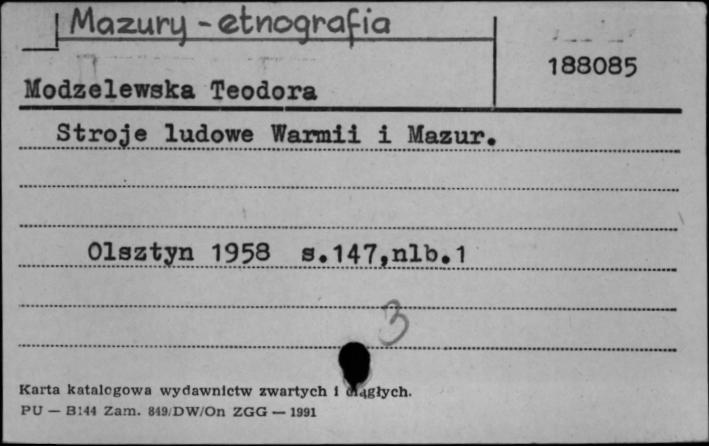 Mazury - etnografia
188085
Modzelewska Teodora
Stroje ludowe Warmii i Mazur.
Olsztyn 1958 s.147,nlb.1
3
Karta katalogowa wydawnictw zwartych i ciągłych.
PU — B144 Zam. 849/DW/On ZGG — 1991